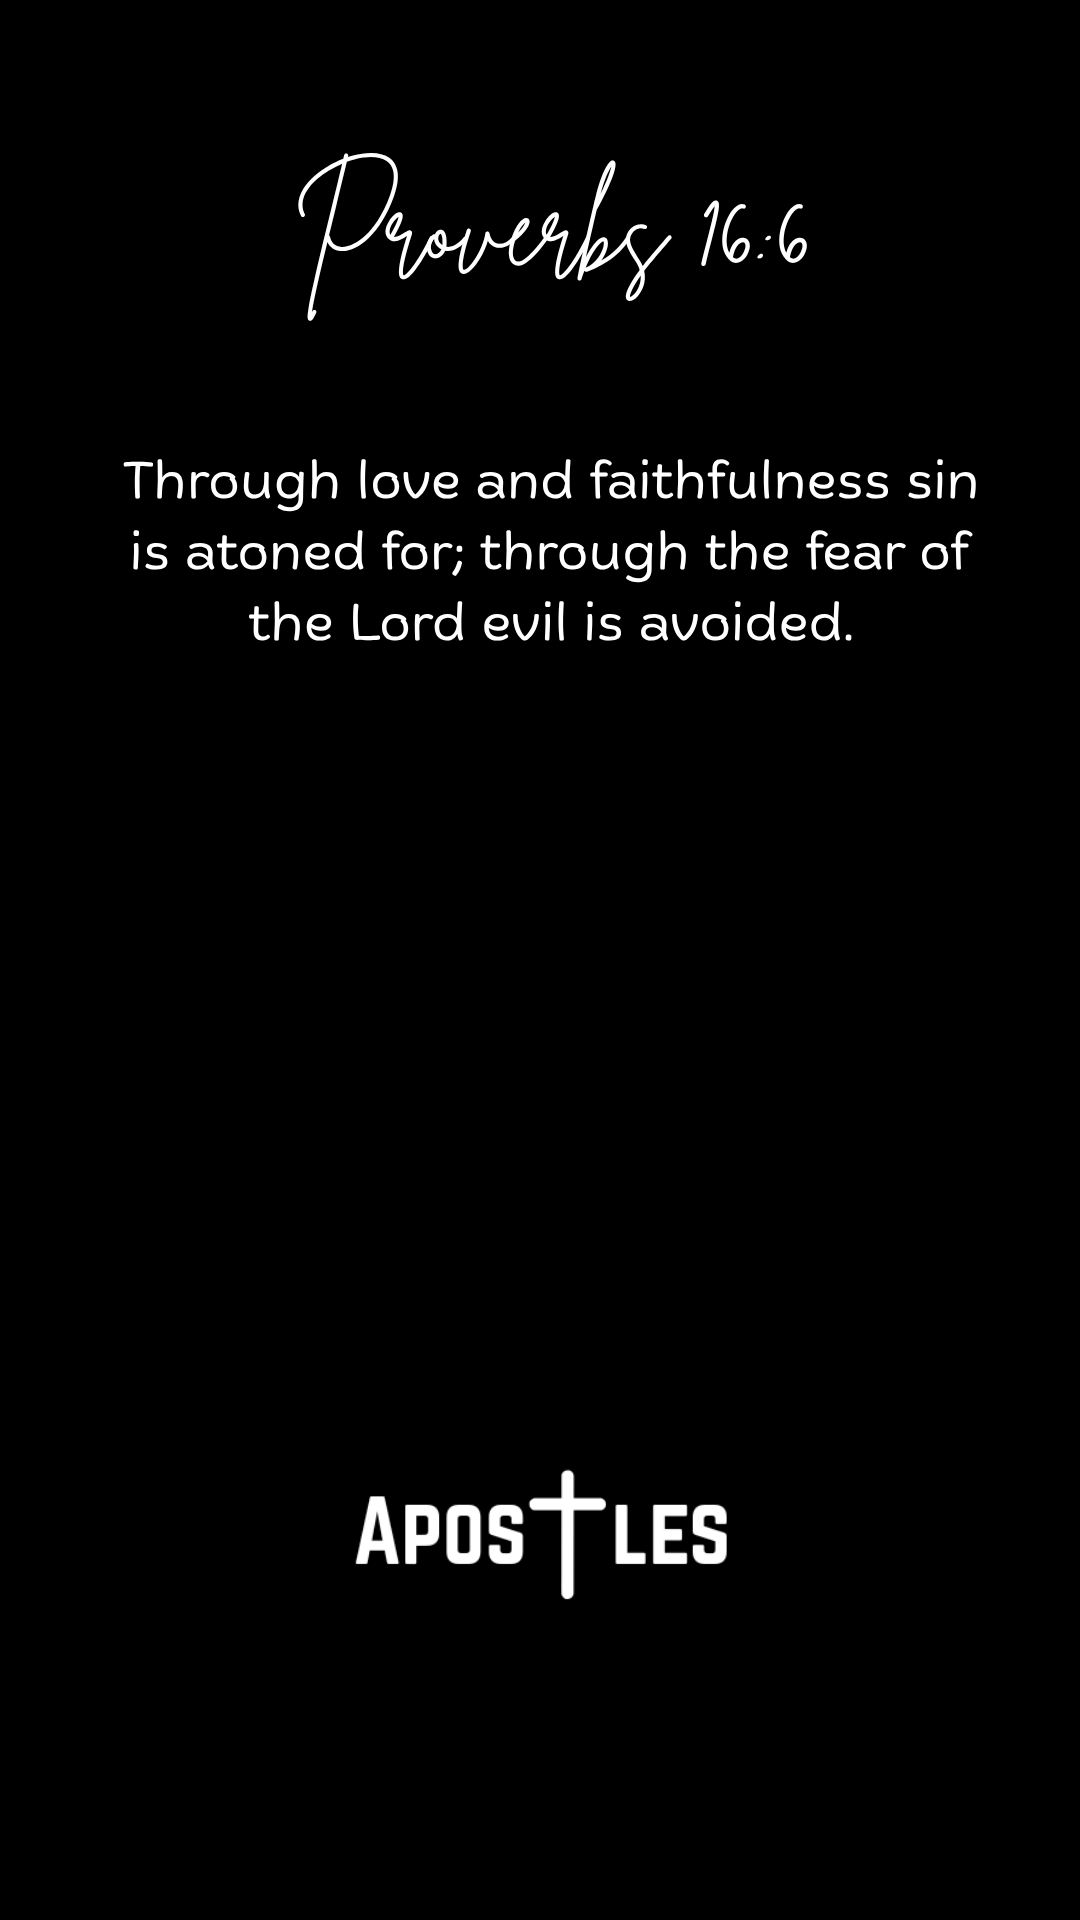 Proverbs 16:6
Through love and faithfulness sin
is atoned for; through the fear of
the Lord evil is avoided.
APOSTLES